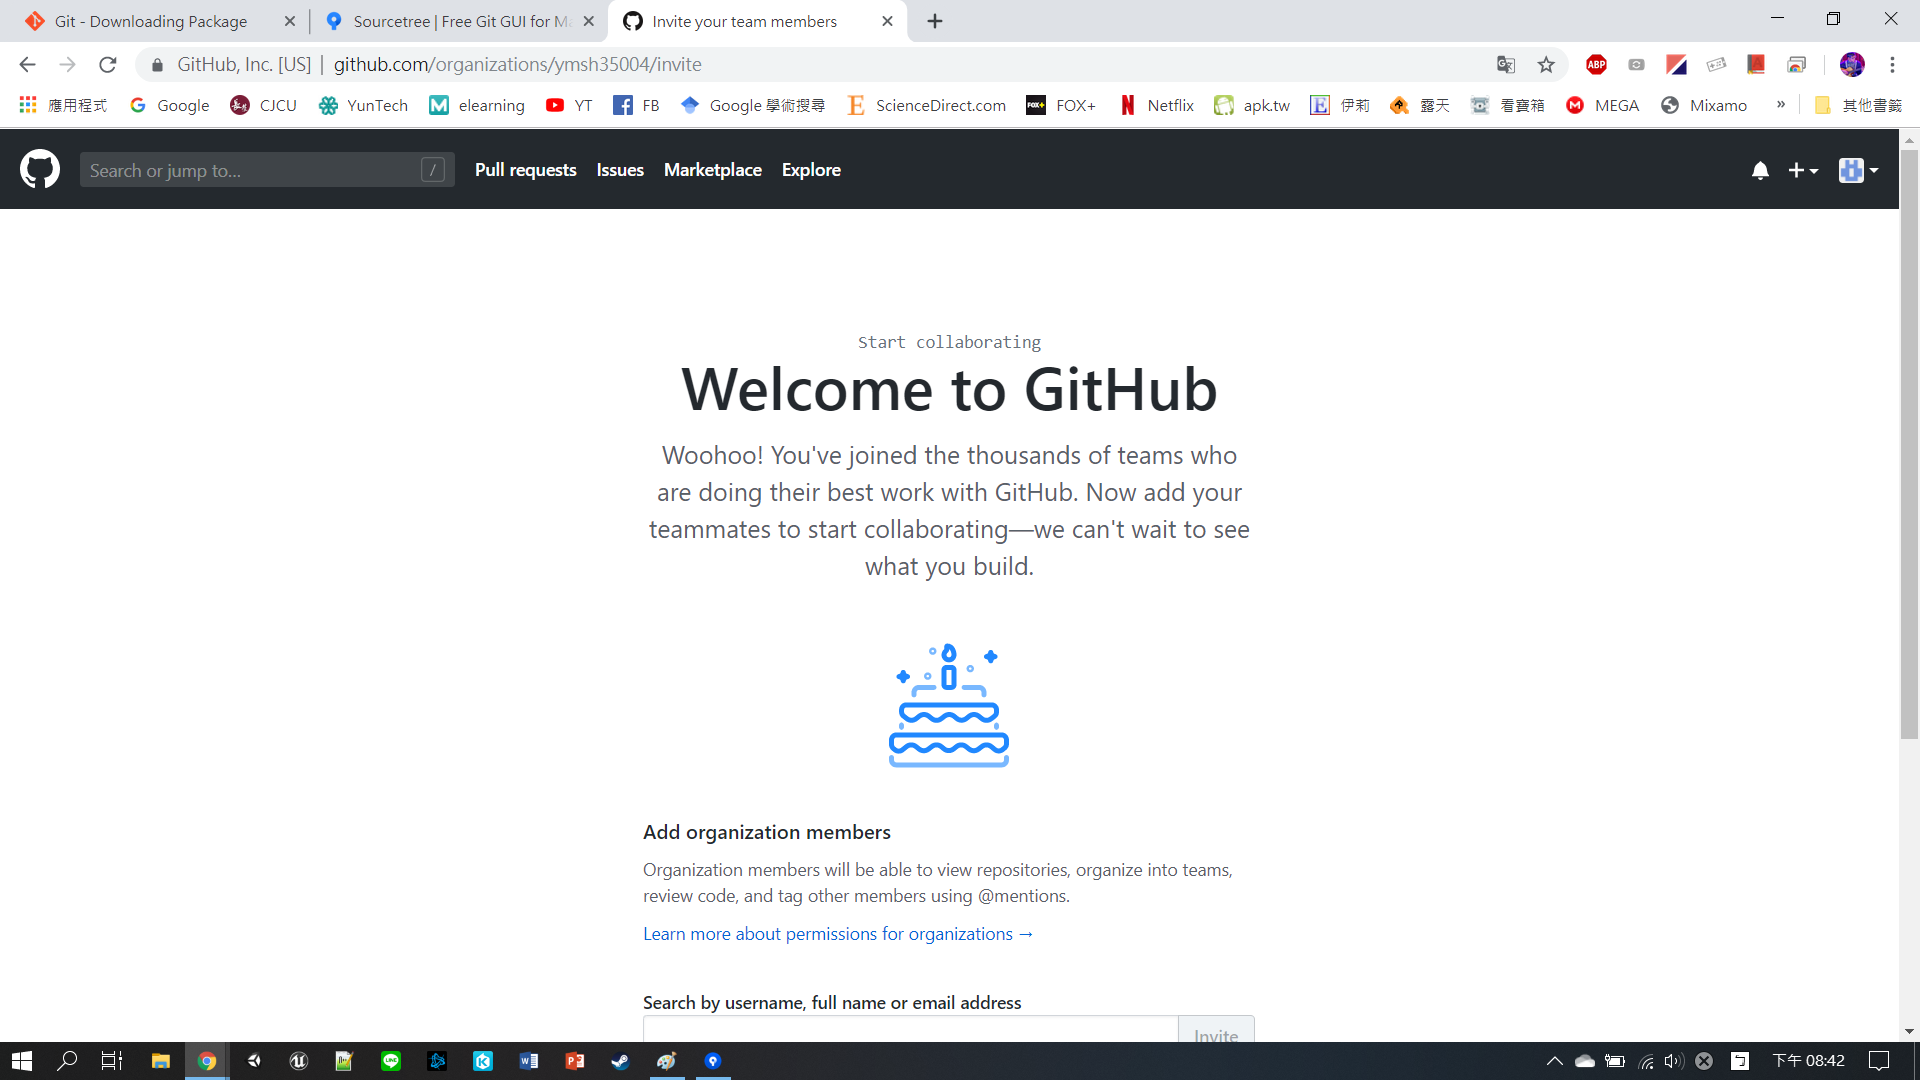 Git - Downloading Package
Sourcetree | Free Git GUI for Ma
Invite your team members
GitHub, Inc. [US] | github.com/organizations/ymsh35004/invite
ABP
應用程式 Google CJCU YunTech elearning YT FB Google 學術搜尋 ScienceDirect.com FOX+ Netflix apk.tw 伊莉 露天 看寶箱 MEGA Mixamo » 其他書籤
Search or jump to... / Pull requests Issues Marketplace Explore
Start collaborating
Welcome to GitHub
Woohoo! You've joined the thousands of teams who
are doing their best work with GitHub. Now add your
teammates to start collaborating—we can't wait to see
what you build.
Add organization members
Organization members will be able to view repositories, organize into teams,
review code, and tag other members using @mentions.
Learn more about permissions for organizations →
Search by username, full name or email address
Invite
下午 08:42